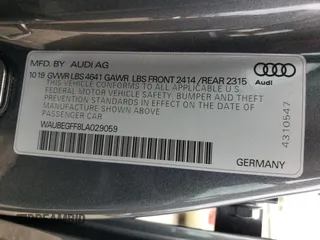 MFD. BY AUDI AG
10.19 GVWR LBS 4641 GAWR LBS FRONT 2414 /REAR 2315
THIS VEHICLE CONFORMS TO ALL APPLICABLE U.S.
FEDERAL MOTOR VEHICLE SAFETY, BUMPER AND THEFT
PREVENTION STANDARDS IN EFFECT ON THE DATE OF
MANUFACTURE SHOWN ABOVE
PASSENGER CAR
WAUBEGFF8LA029059
GERMANY
4310547